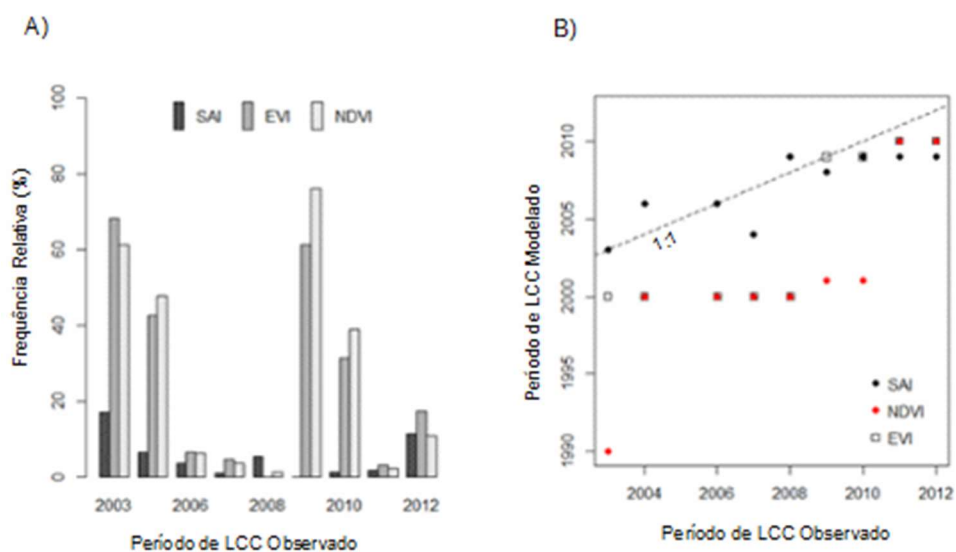 A)
SAI EVI NDVI
Frequência Relativa (%)
100
80
60
40
20
0
2003 2006 2008 2010 2012
Período de LCC Observado
B)
Período de LCC Modelado
2010
2005
2000
1995
1990
1:1
SAI
NDVI
EVI
2004 2006 2008 2010 2012
Período de LCC Observado